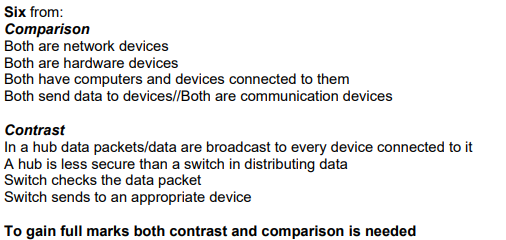 Six from:
Comparison
Both are network devices
Both are hardware devices
Both have computers and devices connected to them
Both send data to devices//Both are communication devices
Contrast
In a hub data packets/data are broadcast to every device connected to it
A hub is less secure than a switch in distributing data
Switch checks the data packet
Switch sends to an appropriate device
To gain full marks both contrast and comparison is needed